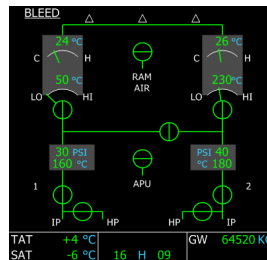 BLEED
24 °C 26 °C
C H C H
RAM
AIR
50 °C 230°C
LO HI LO HI
30 PSI PSI 40
160 °C °C 180
1 APU 2
IP HP HP IP
TAT +4 °C GW 64520 KG
SAT -6 °C 16 H 09